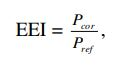 EEI = P_cor / P_ref ,